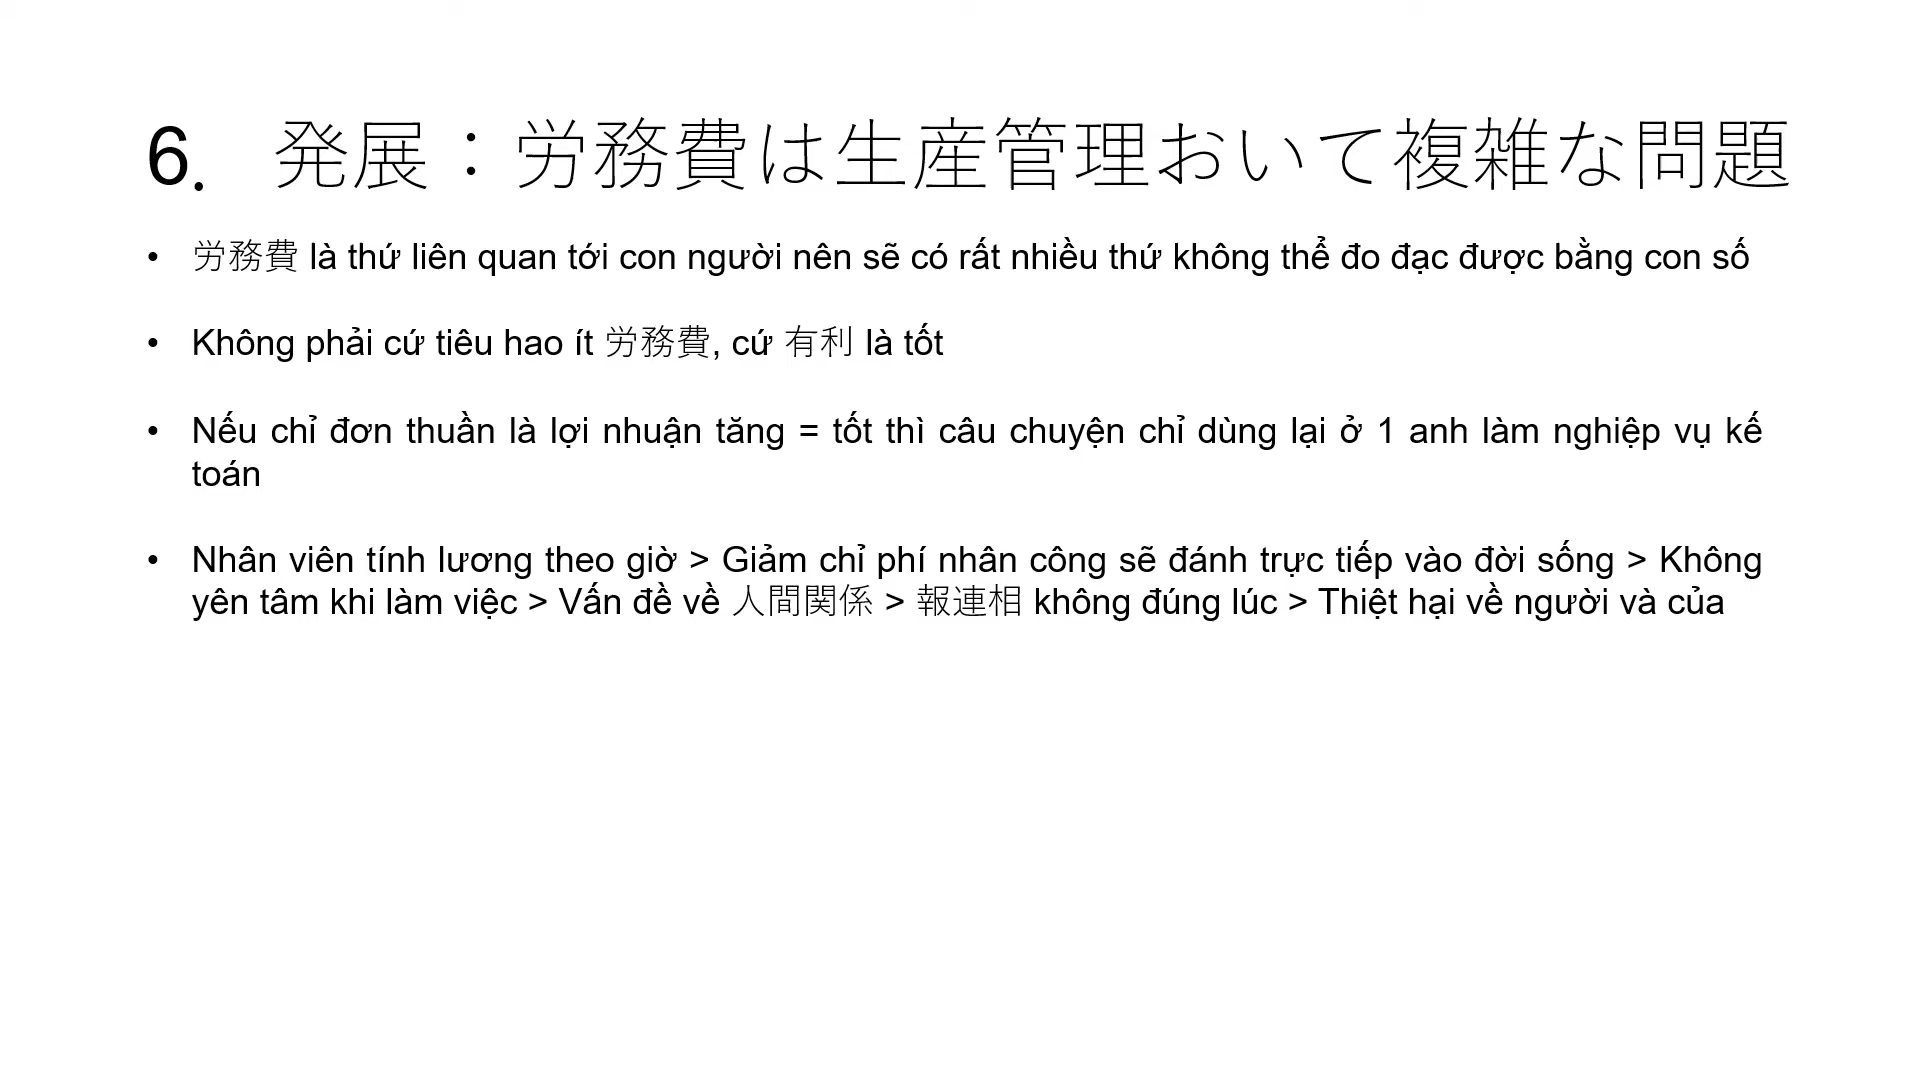 6． 発展：労務費は生産管理おいて複雑な問題
• 労務費 là thứ liên quan tới con người nên sẽ có rất nhiều thứ không thể đo đạc được bằng con số
• Không phải cứ tiêu hao ít 労務費, cứ 有利 là tốt
• Nếu chỉ đơn thuần là lợi nhuận tăng = tốt thì câu chuyện chỉ dùng lại ở 1 anh làm nghiệp vụ kế
toán
• Nhân viên tính lương theo giờ > Giảm chỉ phí nhân công sẽ đánh trực tiếp vào đời sống > Không
yên tâm khi làm việc > Vấn đề về 人間関係 > 報連相 không đúng lúc > Thiệt hại về người và của